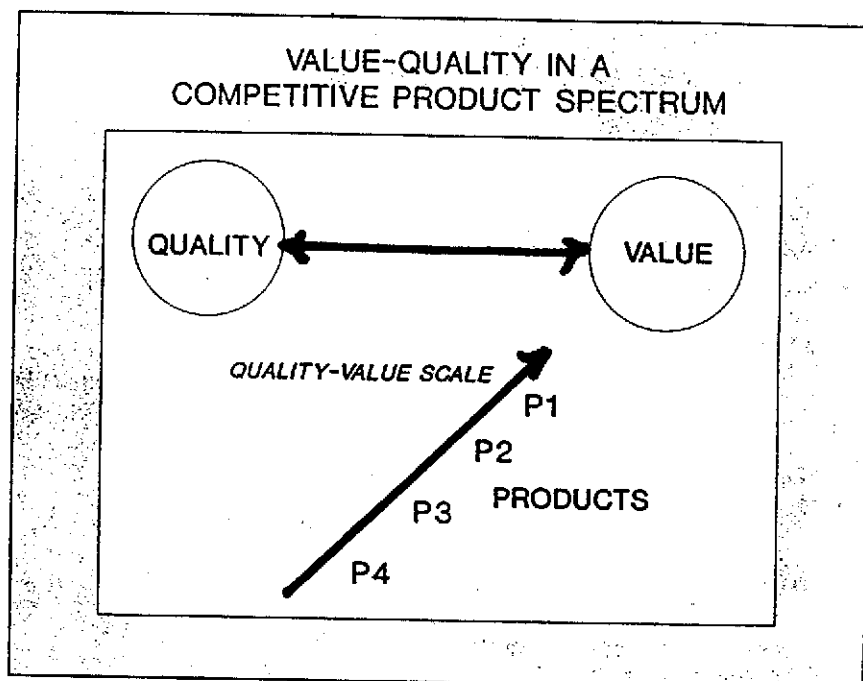 VALUE-QUALITY IN A
COMPETITIVE PRODUCT SPECTRUM
QUALITY
VALUE
QUALITY-VALUE SCALE
P1
P2
PRODUCTS
P3
P4